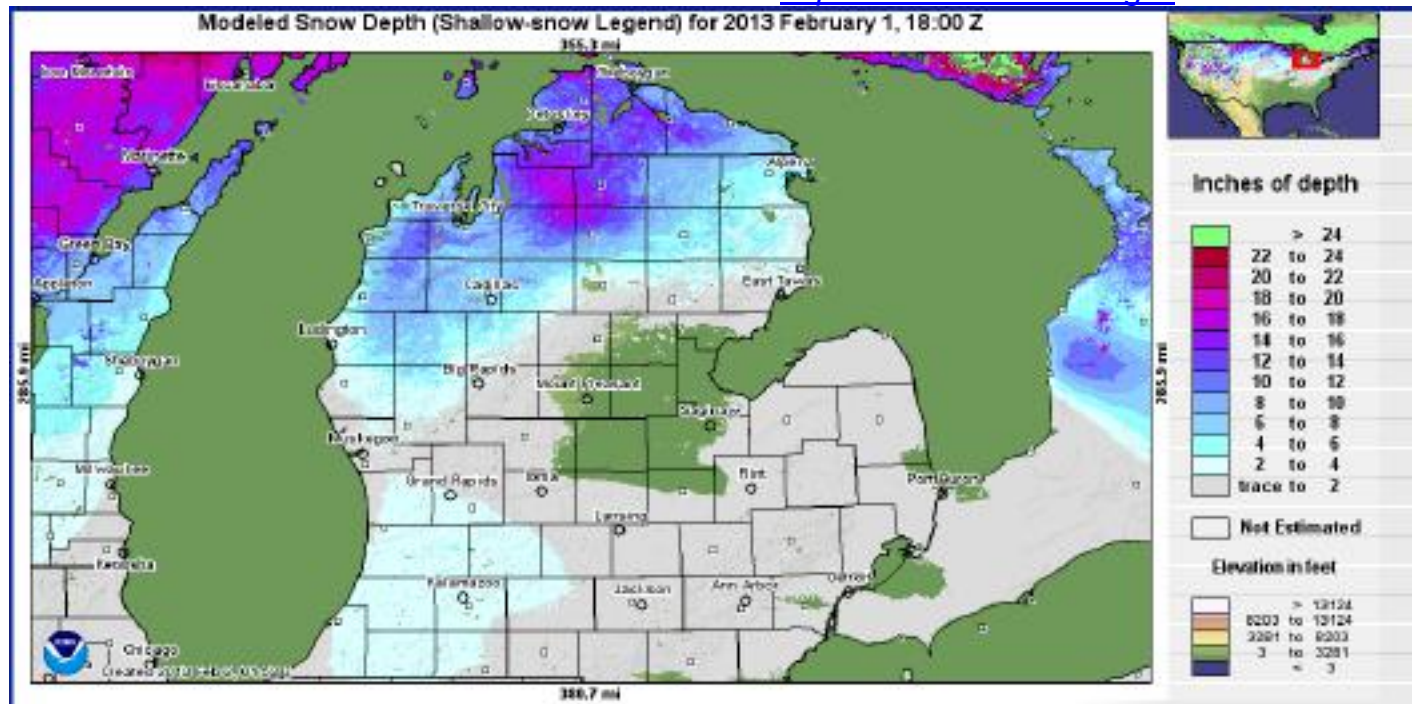 Modeled Snow Depth (Shallow-snow Legend) for 2013 February 1, 18:00 Z
355.3 mi
Iron Mountain
Escanaba
Cheboygan
Petoskey
Marinette
Alpena
Traverse City
Green Bay
Appleton
Cadillac
East Tawas
Ludington
Sheboygan
Big Rapids
Mount Pleasant
Saginaw
285.9 mi
285.9 mi
Muskegon
Milwaukee
Grand Rapids
Ionia
Flint
Port Huron
Lansing
Kenosha
Kalamazoo
Jackson
Ann Arbor
Detroit
Chicago
380.7 mi
Inches of depth
> 24
22 to 24
20 to 22
18 to 20
16 to 18
14 to 16
12 to 14
10 to 12
8 to 10
6 to 8
4 to 6
2 to 4
trace to 2
Not Estimated
Elevation in feet
> 13124
8203 to 13124
3281 to 8203
3 to 3281
< 3